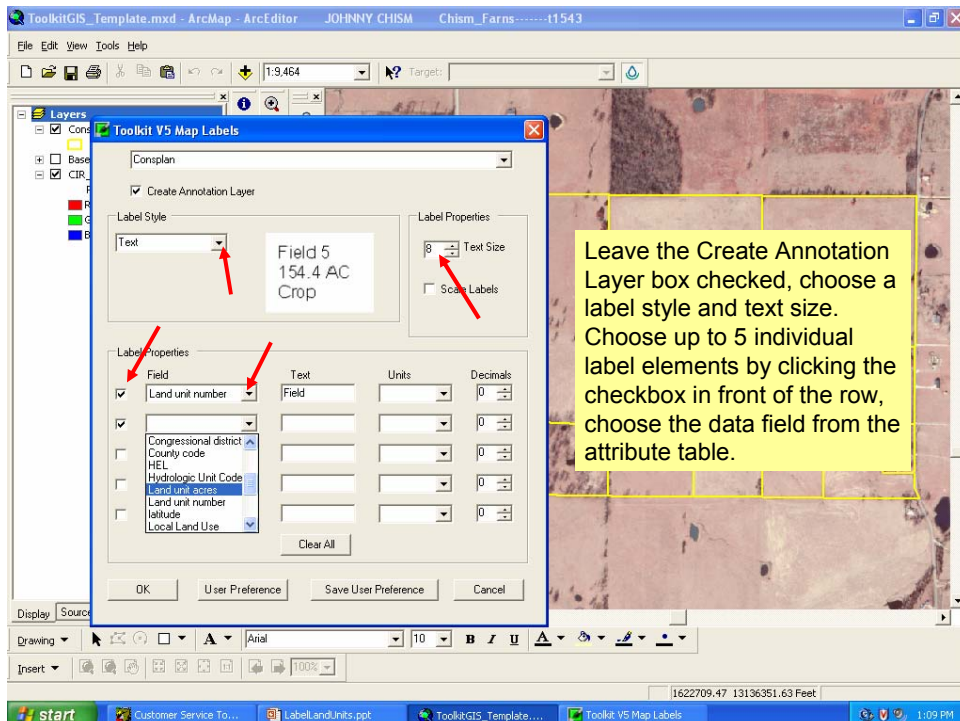 ToolkitGIS_Template.mxd - ArcMap - ArcEditor JOHNNY CHISM Chism_Farns-------t1543
File Edit View Tools Help
1:9,464 Target:
Layers
Cons
Base
CIR_
R
G
B
Toolkit V5 Map Labels
Consplan
Create Annotation Layer
Label Style
Text
Field 5
154.4 AC
Crop
Label Properties
8 Text Size
Scale Labels
Label Properties
Field Text Units Decimals
Land unit number Field 0
0
Congressional district
County code
HEL
Hydrologic Unit Code
Land unit acres
Land unit number
latitude
Local Land Use
0
0
0
Clear All
OK User Preference Save User Preference Cancel
Leave the Create Annotation
Layer box checked, choose a
label style and text size.
Choose up to 5 individual
label elements by clicking the
checkbox in front of the row,
choose the data field from the
attribute table.
Display Source
Drawing A Arial 10 B I U A
Insert 100%
1622709.47 13136351.63 Feet
start Customer Service To... LabelLandUnits.ppt ToolkitGIS_Template.... Toolkit V5 Map Labels 1:09 PM